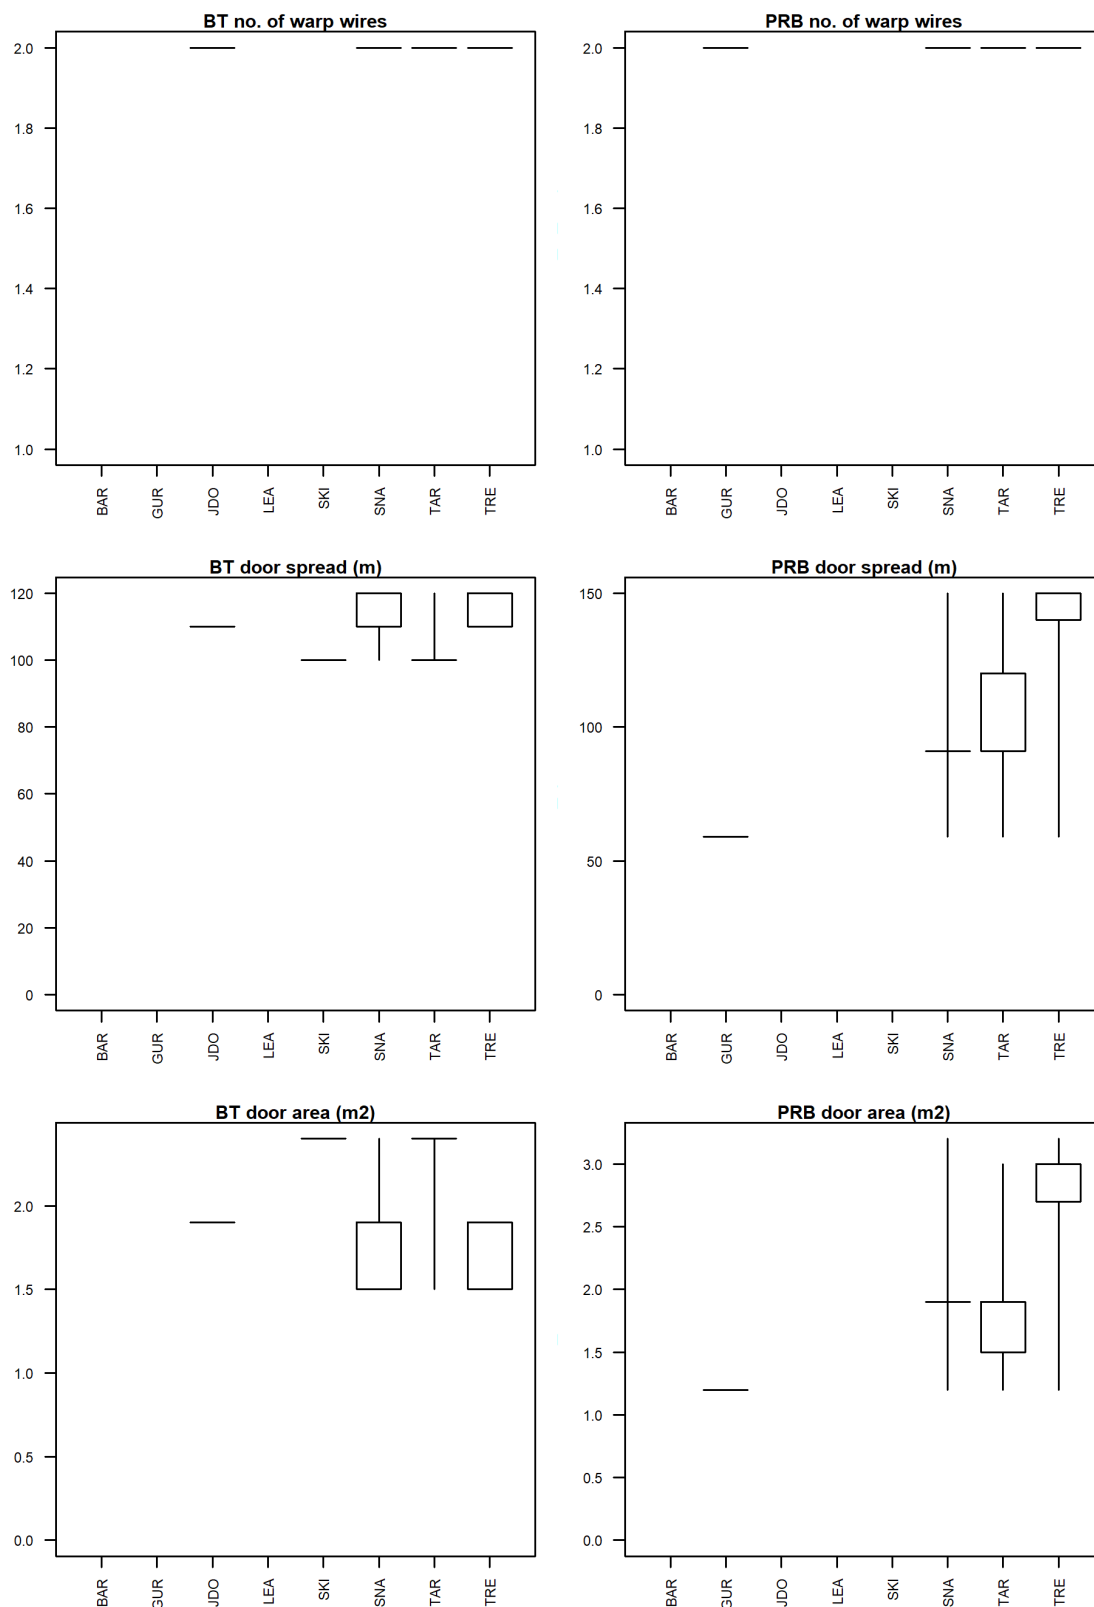 BT no. of warp wires
2.0
1.8
1.6
1.4
1.2
1.0
BAR GUR JDO LEA SKI SNA TAR TRE
PRB no. of warp wires
2.0
1.8
1.6
1.4
1.2
1.0
BAR GUR JDO LEA SKI SNA TAR TRE
BT door spread (m)
120
100
80
60
40
20
0
BAR GUR JDO LEA SKI SNA TAR TRE
PRB door spread (m)
150
100
50
0
BAR GUR JDO LEA SKI SNA TAR TRE
BT door area (m2)
2.0
1.5
1.0
0.5
0.0
BAR GUR JDO LEA SKI SNA TAR TRE
PRB door area (m2)
3.0
2.5
2.0
1.5
1.0
0.5
0.0
BAR GUR JDO LEA SKI SNA TAR TRE